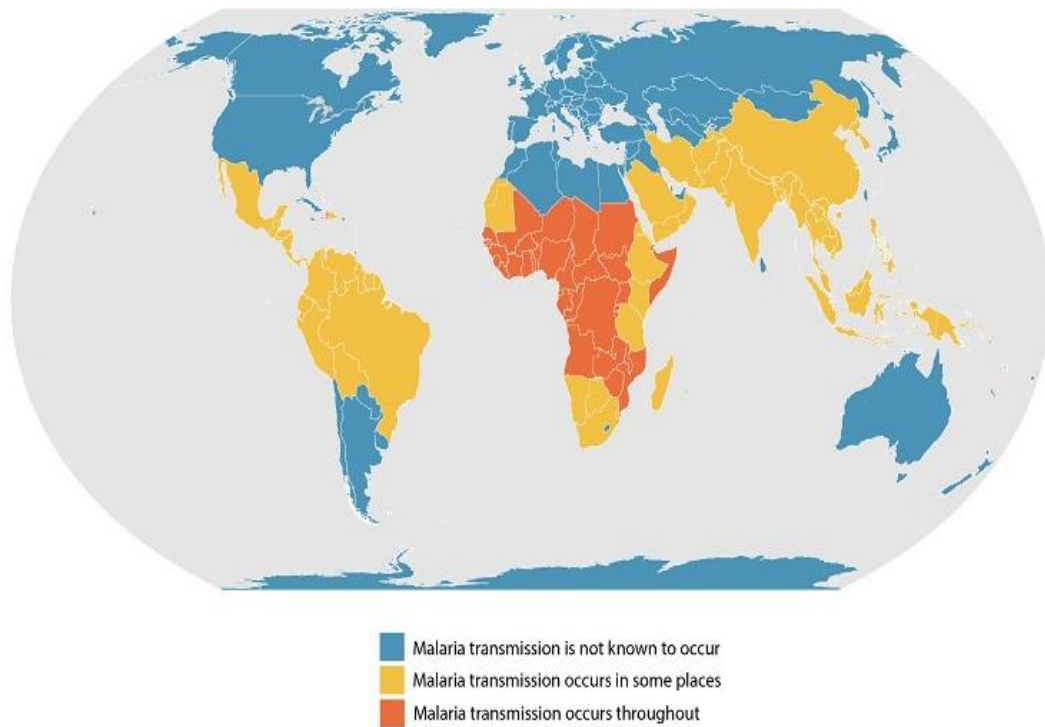 Malaria transmission is not known to occur
Malaria transmission occurs in some places
Malaria transmission occurs throughout